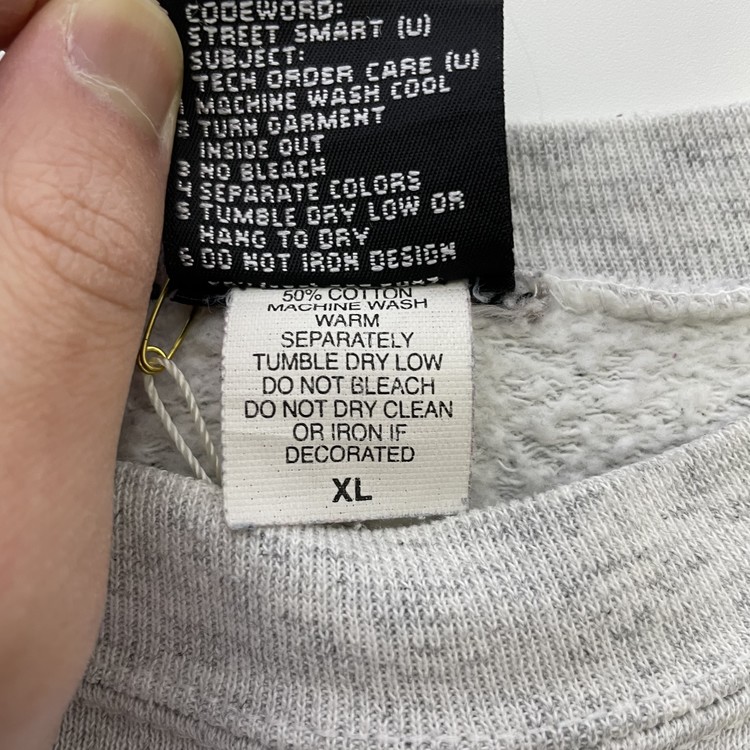 CODEWORD:
STREET SMART (U)
SUBJECT:
TECH ORDER CARE (U)
1 MACHINE WASH COOL
2 TURN GARMENT
INSIDE OUT
3 NO BLEACH
4 SEPARATE COLORS
5 TUMBLE DRY LOW OR
HANG TO DRY
6 DO NOT IRON DESIGN
50% COTTON
MACHINE WASH
WARM
SEPARATELY
TUMBLE DRY LOW
DO NOT BLEACH
DO NOT DRY CLEAN
OR IRON IF
DECORATED
XL